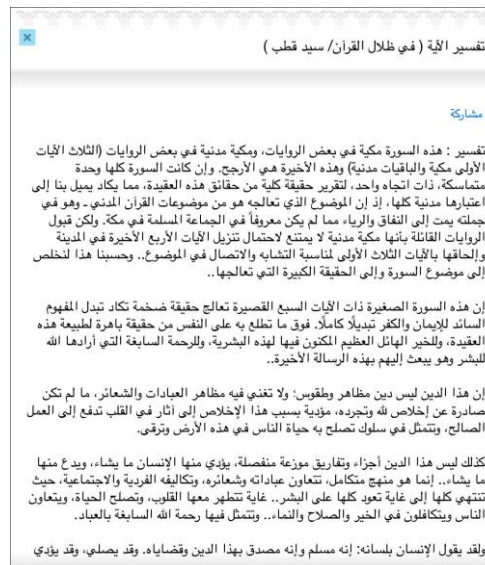 تفسير الآية ( في ظلال القرآن/ سيد قطب )
مشاركة
تفسير : هذه السورة مكية في بعض الروايات، ومكية مدنية في بعض الروايات (الثلاث الآيات
الأولى مكية والباقيات مدنية) وهذه الأخيرة هي الأرجح. وإن كانت السورة كلها وحدة
متماسكة، ذات اتجاه واحد، لتقرير حقيقة كلية من حقائق هذه العقيدة، مما يكاد يميل بنا إلى
اعتبارها مدنية كلها، إذ إن الموضوع الذي تعالجه هو من موضوعات القرآن المدني ـ وهو في
جملته يمت إلى النفاق والرياء مما لم يكن معروفاً في الجماعة المسلمة في مكة. ولكن قبول
الروايات القائلة بأنها مكية مدنية لا يمتنع لاحتمال تنزيل الآيات الأربع الأخيرة في المدينة
وإلحاقها بالآيات الثلاث الأولى لمناسبة التشابه والاتصال في الموضوع.. وحسبنا هذا لنخلص
إلى موضوع السورة وإلى الحقيقة الكبيرة التي تعالجها..
إن هذه السورة الصغيرة ذات الآيات السبع القصيرة تعالج حقيقة ضخمة تكاد تبدل المفهوم
السائد للإيمان والكفر تبديلًا كاملًا. فوق ما تطلع به على النفس من حقيقة باهرة لطبيعة هذه
العقيدة، وللخير الهائل العظيم المكنون فيها لهذه البشرية، وللرحمة السابغة التي أرادها الله
للبشر وهو يبعث إليهم بهذه الرسالة الأخيرة..
إن هذا الدين ليس دين مظاهر وطقوس؛ ولا تغني فيه مظاهر العبادات والشعائر، ما لم تكن
صادرة عن إخلاص لله وتجرده، مؤدية بسبب هذا الإخلاص إلى آثار في القلب تدفع إلى العمل
الصالح، وتتمثل في سلوك تصلح به حياة الناس في هذه الأرض وترقى.
كذلك ليس هذا الدين أجزاء وتفاريق موزعة منفصلة، يؤدي منها الإنسان ما يشاء، ويدع منها
ما يشاء.. إنما هو منهج متكامل، تتعاون عباداته وشعائره، وتكاليفه الفردية والاجتماعية، حيث
تنتهي كلها إلى غاية تعود كلها على البشر.. غاية تتطهر معها القلوب، وتصلح الحياة، ويتعاون
الناس ويتكافلون في الخير والصلاح والنماء.. وتتمثل فيها رحمة الله السابغة بالعباد.
ولقد يقول الإنسان بلسانه: إنه مسلم وإنه مصدق بهذا الدين وقضاياه. وقد يصلي، وقد يؤدي